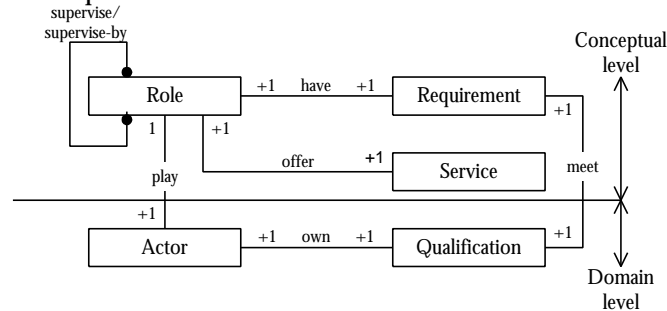 supervise/
supervise-by
Conceptual
level
Role
+1 have +1
Requirement
1 +1
+1
play
offer +1
Service
meet
+1
Actor
+1 own +1
Qualification
+1
Domain
level